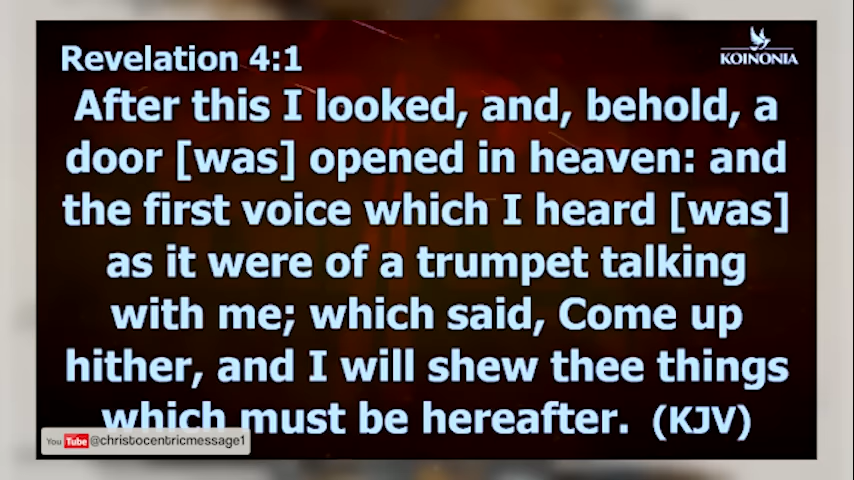 Revelation 4:1
KOINONIA
After this I looked, and, behold, a
door [was] opened in heaven: and
the first voice which I heard [was]
as it were of a trumpet talking
with me; which said, Come up
hither, and I will shew thee things
which must be hereafter. (KJV)
YouTube @christocentricmessage1